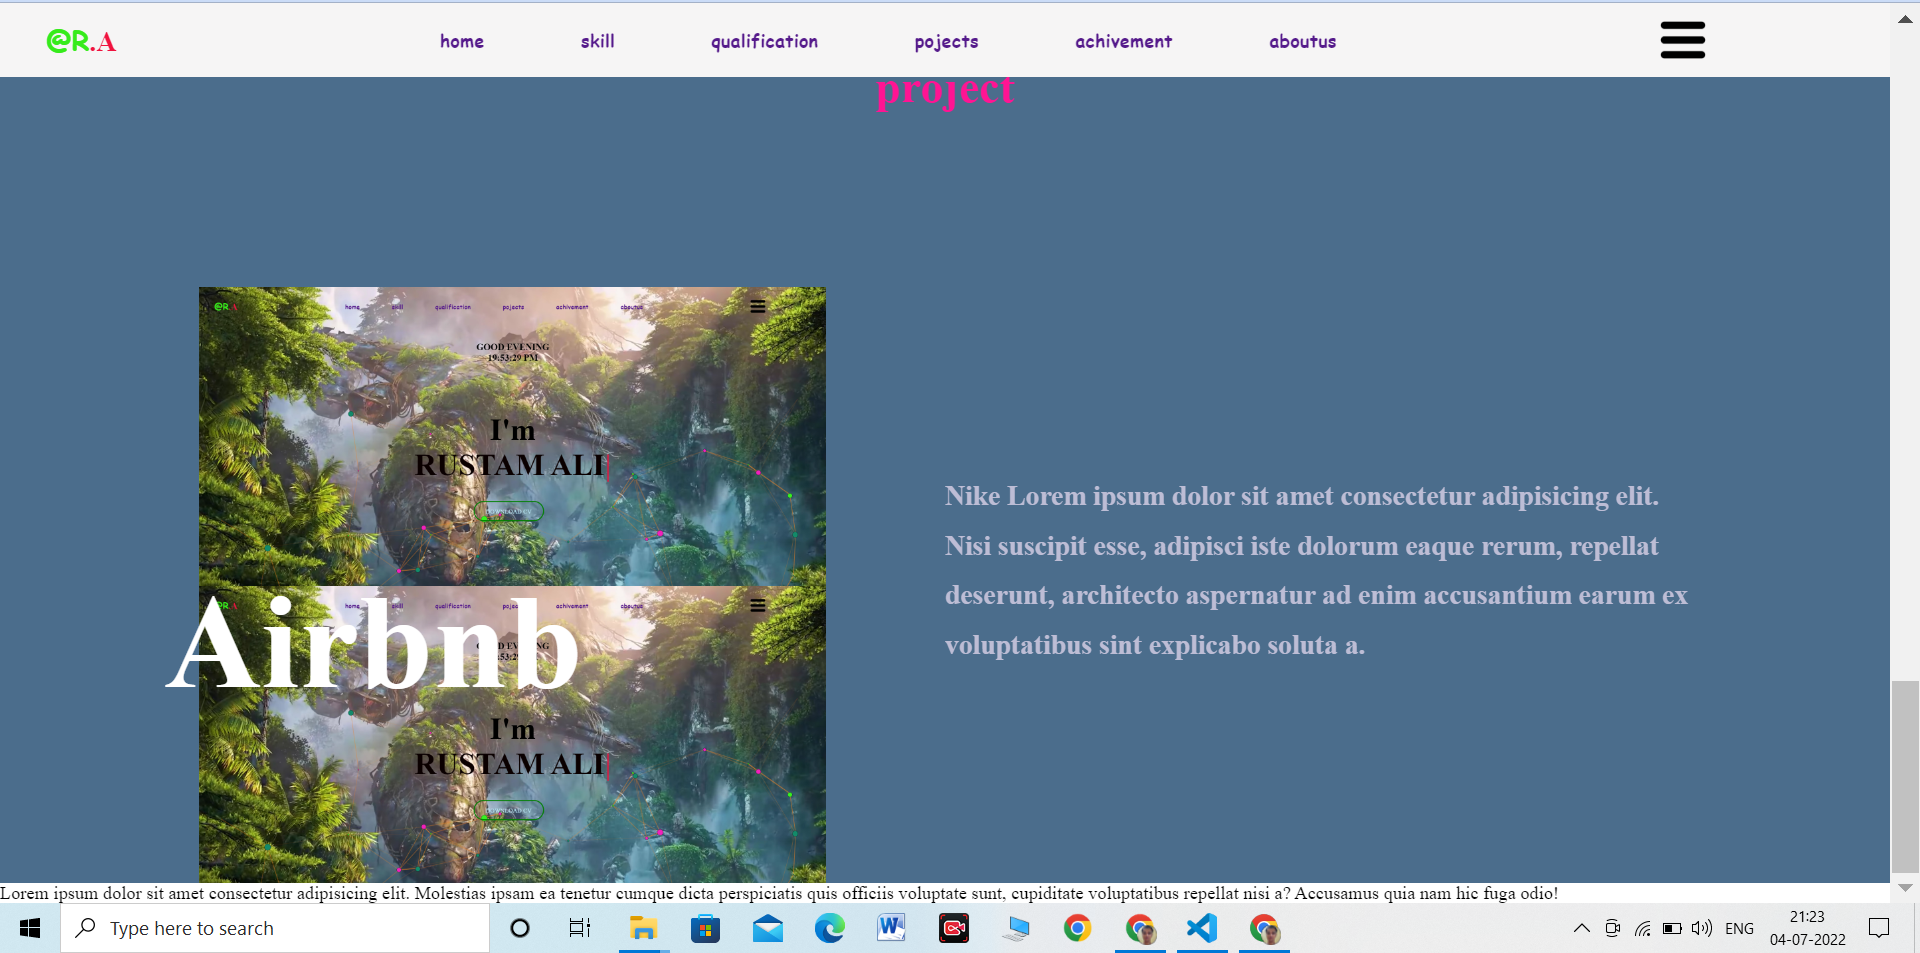 @R.A
home skill qualification pojects achivement aboutus
project
@R A
home skill qualification pojects achivement aboutus
GOOD EVENING
19:53:29 PM
I'm
RUSTAM ALI
DOWNLOAD CV
Nike Lorem ipsum dolor sit amet consectetur adipisicing elit.
Nisi suscipit esse, adipisci iste dolorum eaque rerum, repellat
deserunt, architecto aspernatur ad enim accusantium earum ex
voluptatibus sint explicabo soluta a.
home skill qualification achivement aboutus
Airbnb
I'm
RUSTAM ALI
DOWNLOAD CV
Lorem ipsum dolor sit amet consectetur adipisicing elit. Molestias ipsam ea tenetur cumque dicta perspiciatis quis officiis voluptate sunt, cupiditate voluptatibus repellat nisi a? Accusamus quia nam hic fuga odio!
Type here to search
ENG
21:23
04-07-2022